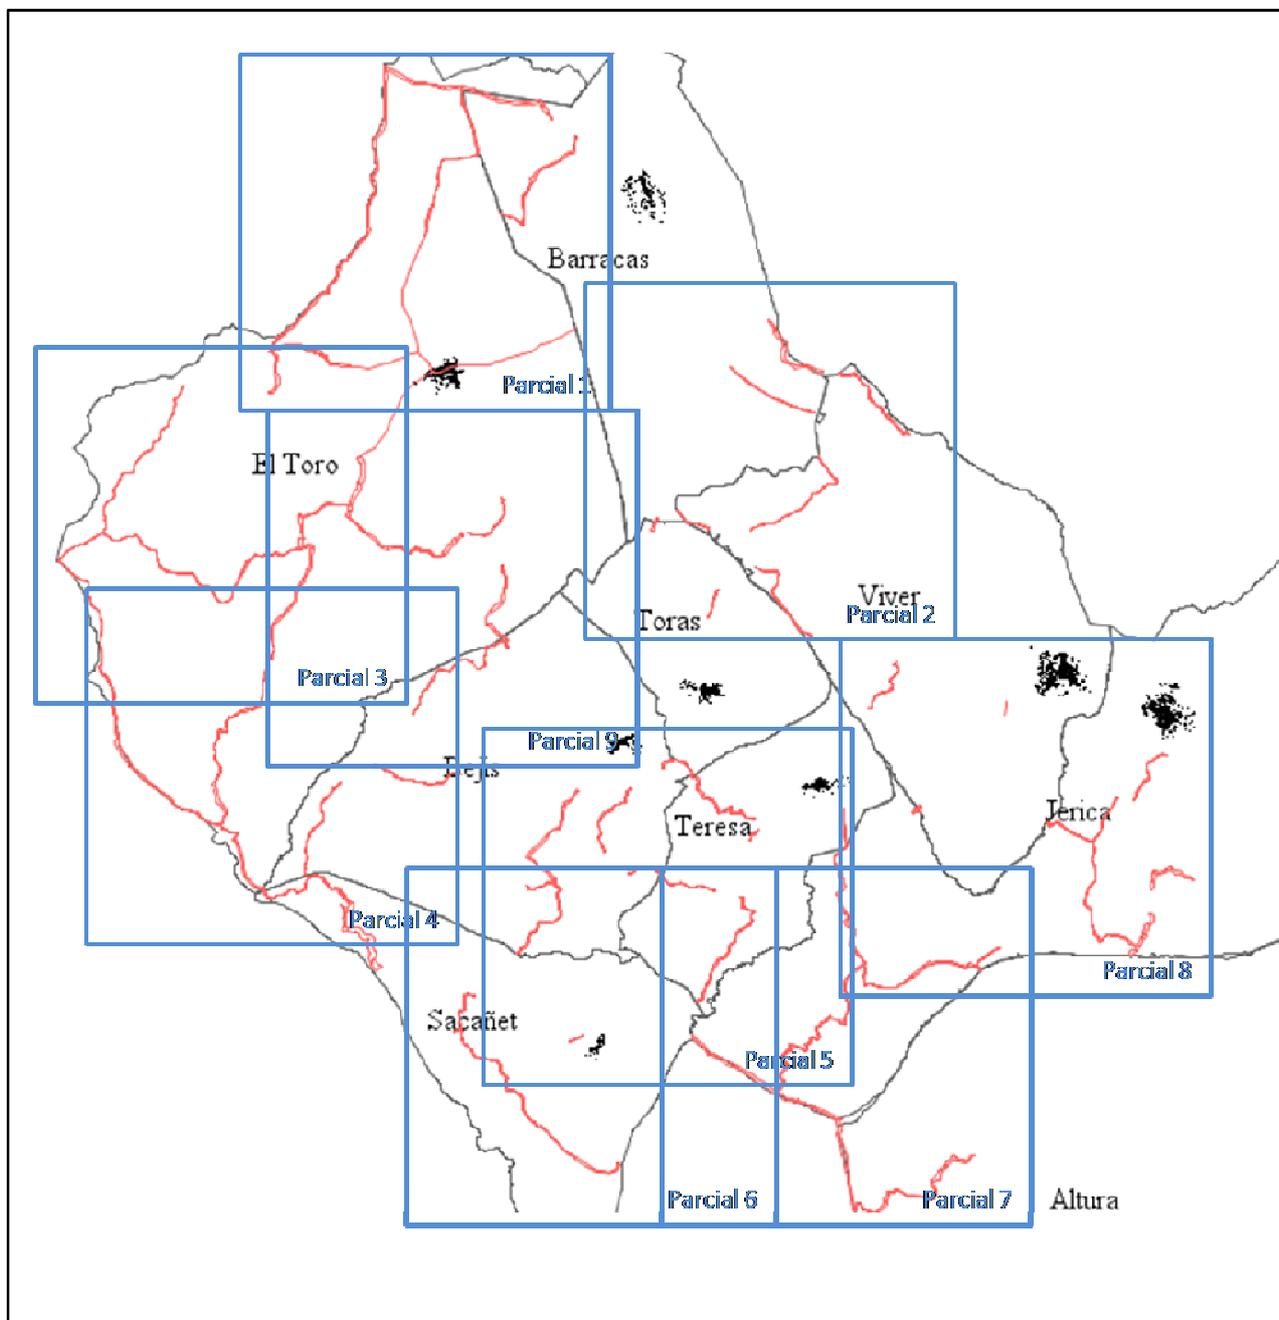 Barracas
Parcial 1
El Toro
Viver
Parcial 2
Toras
Parcial 3
Parcial 9
Bejis
Teresa
Jerica
Parcial 4
Parcial 8
Sacañet
Parcial 5
Parcial 6
Parcial 7
Altura